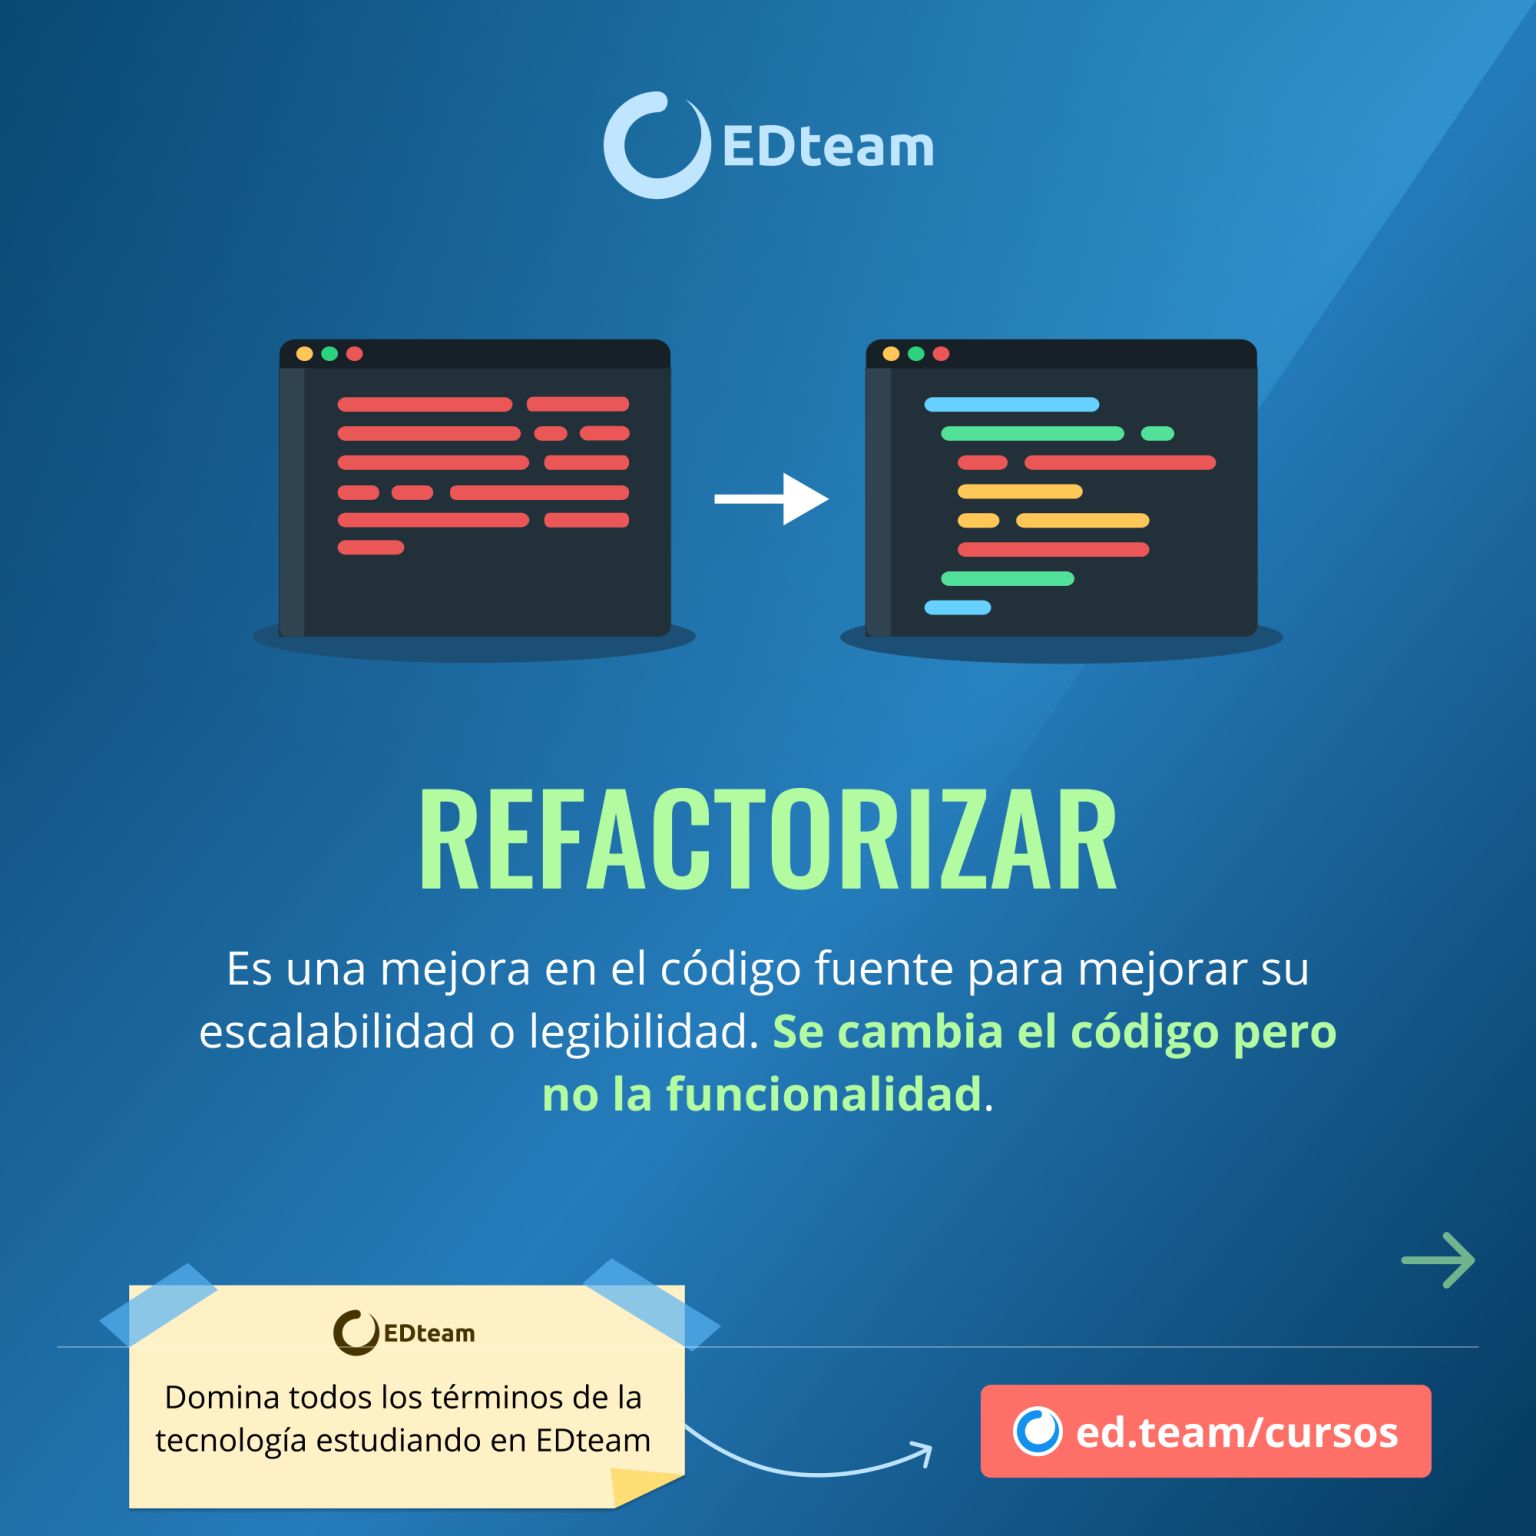 EDteam
REFACTORIZAR
Es una mejora en el código fuente para mejorar su
escalabilidad o legibilidad. Se cambia el código pero
no la funcionalidad.
EDteam
Domina todos los términos de la
tecnología estudiando en EDteam
ed.team/cursos